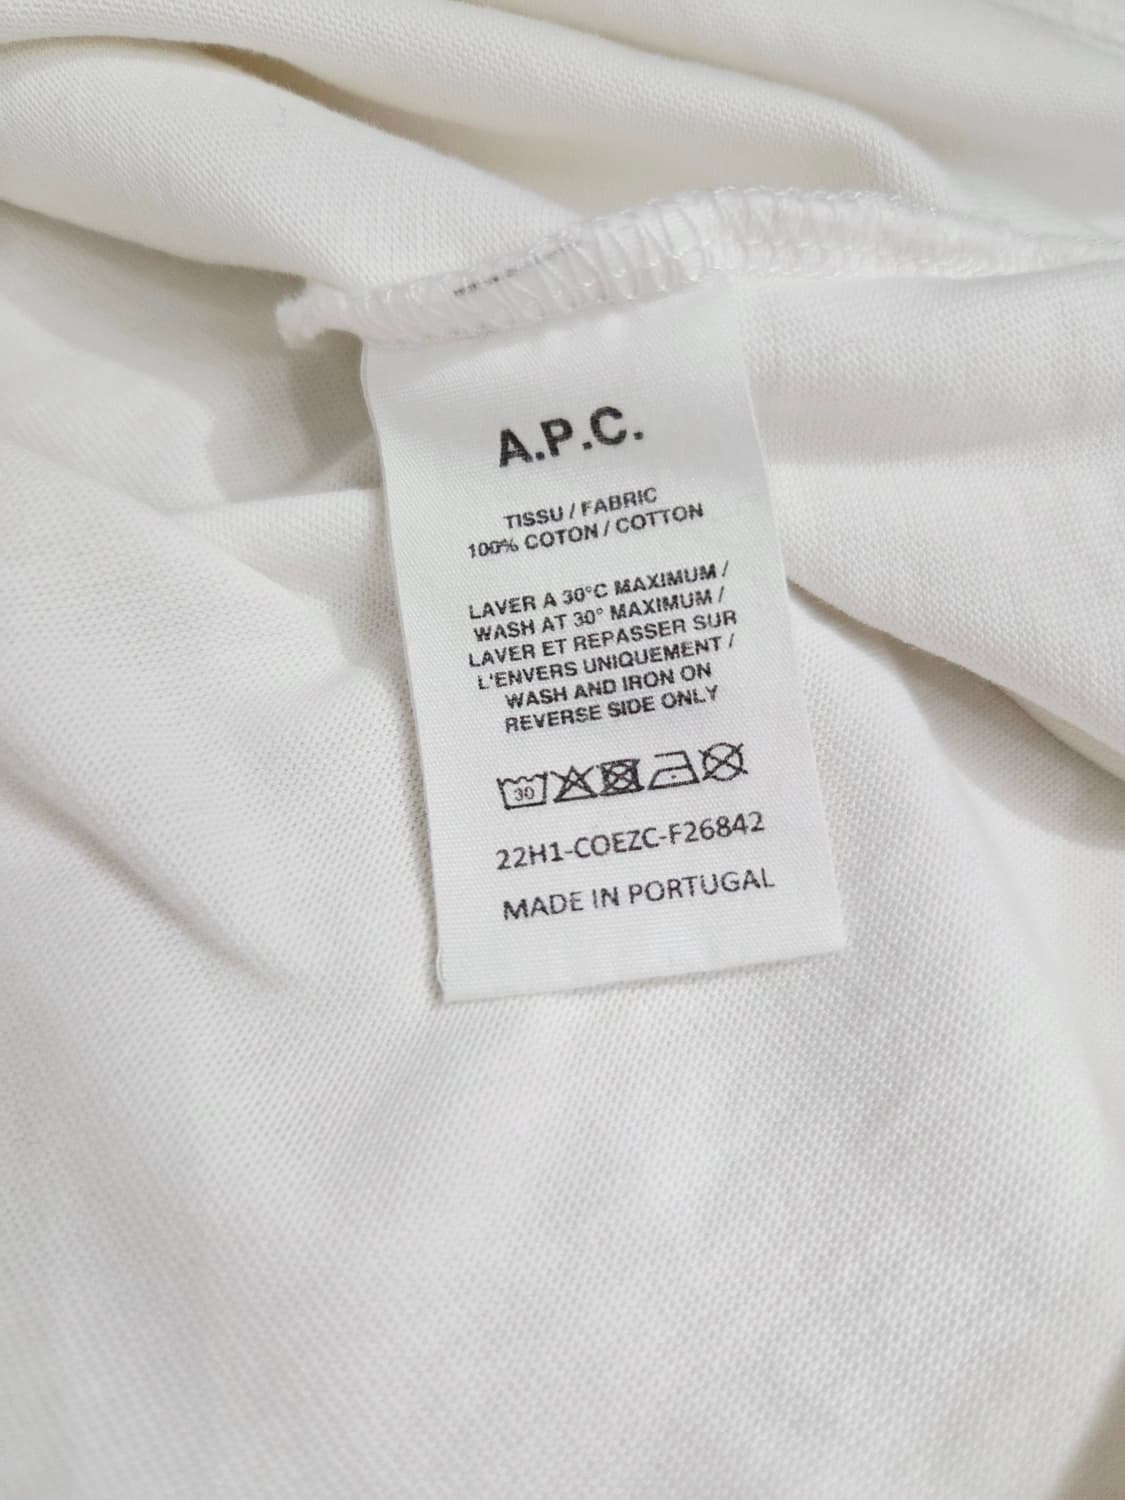 A.P.C.
TISSU / FABRIC
100% COTON / COTTON
LAVER A 30°C MAXIMUM /
WASH AT 30° MAXIMUM /
LAVER ET REPASSER SUR
L'ENVERS UNIQUEMENT /
WASH AND IRON ON
REVERSE SIDE ONLY
30
22H1-COEZC-F26842
MADE IN PORTUGAL